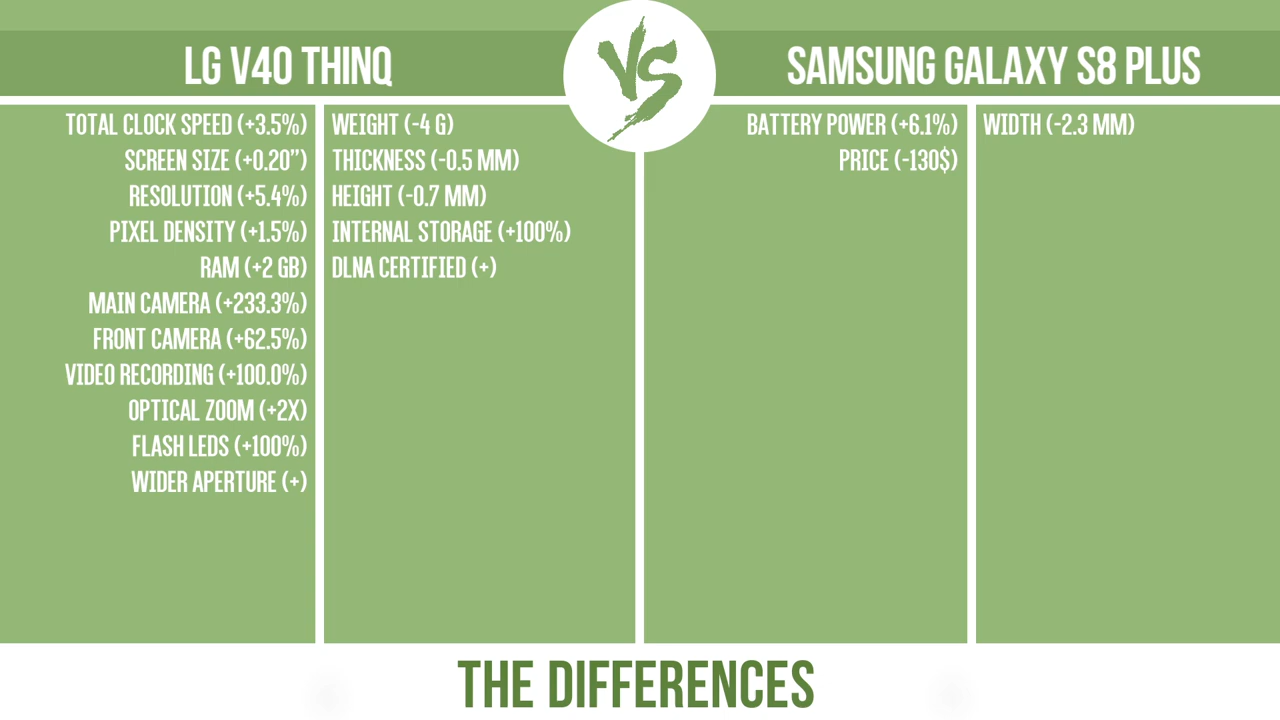 LG V40 THINQ
VS
SAMSUNG GALAXY S8 PLUS
TOTAL CLOCK SPEED (+3.5%)
SCREEN SIZE (+0.20”)
RESOLUTION (+5.4%)
PIXEL DENSITY (+1.5%)
RAM (+2 GB)
MAIN CAMERA (+233.3%)
FRONT CAMERA (+62.5%)
VIDEO RECORDING (+100.0%)
OPTICAL ZOOM (+2X)
FLASH LEDS (+100%)
WIDER APERTURE (+)
WEIGHT (-4 G)
THICKNESS (-0.5 MM)
HEIGHT (-0.7 MM)
INTERNAL STORAGE (+100%)
DLNA CERTIFIED (+)
BATTERY POWER (+6.1%)
PRICE (-130$)
WIDTH (-2.3 MM)
THE DIFFERENCES